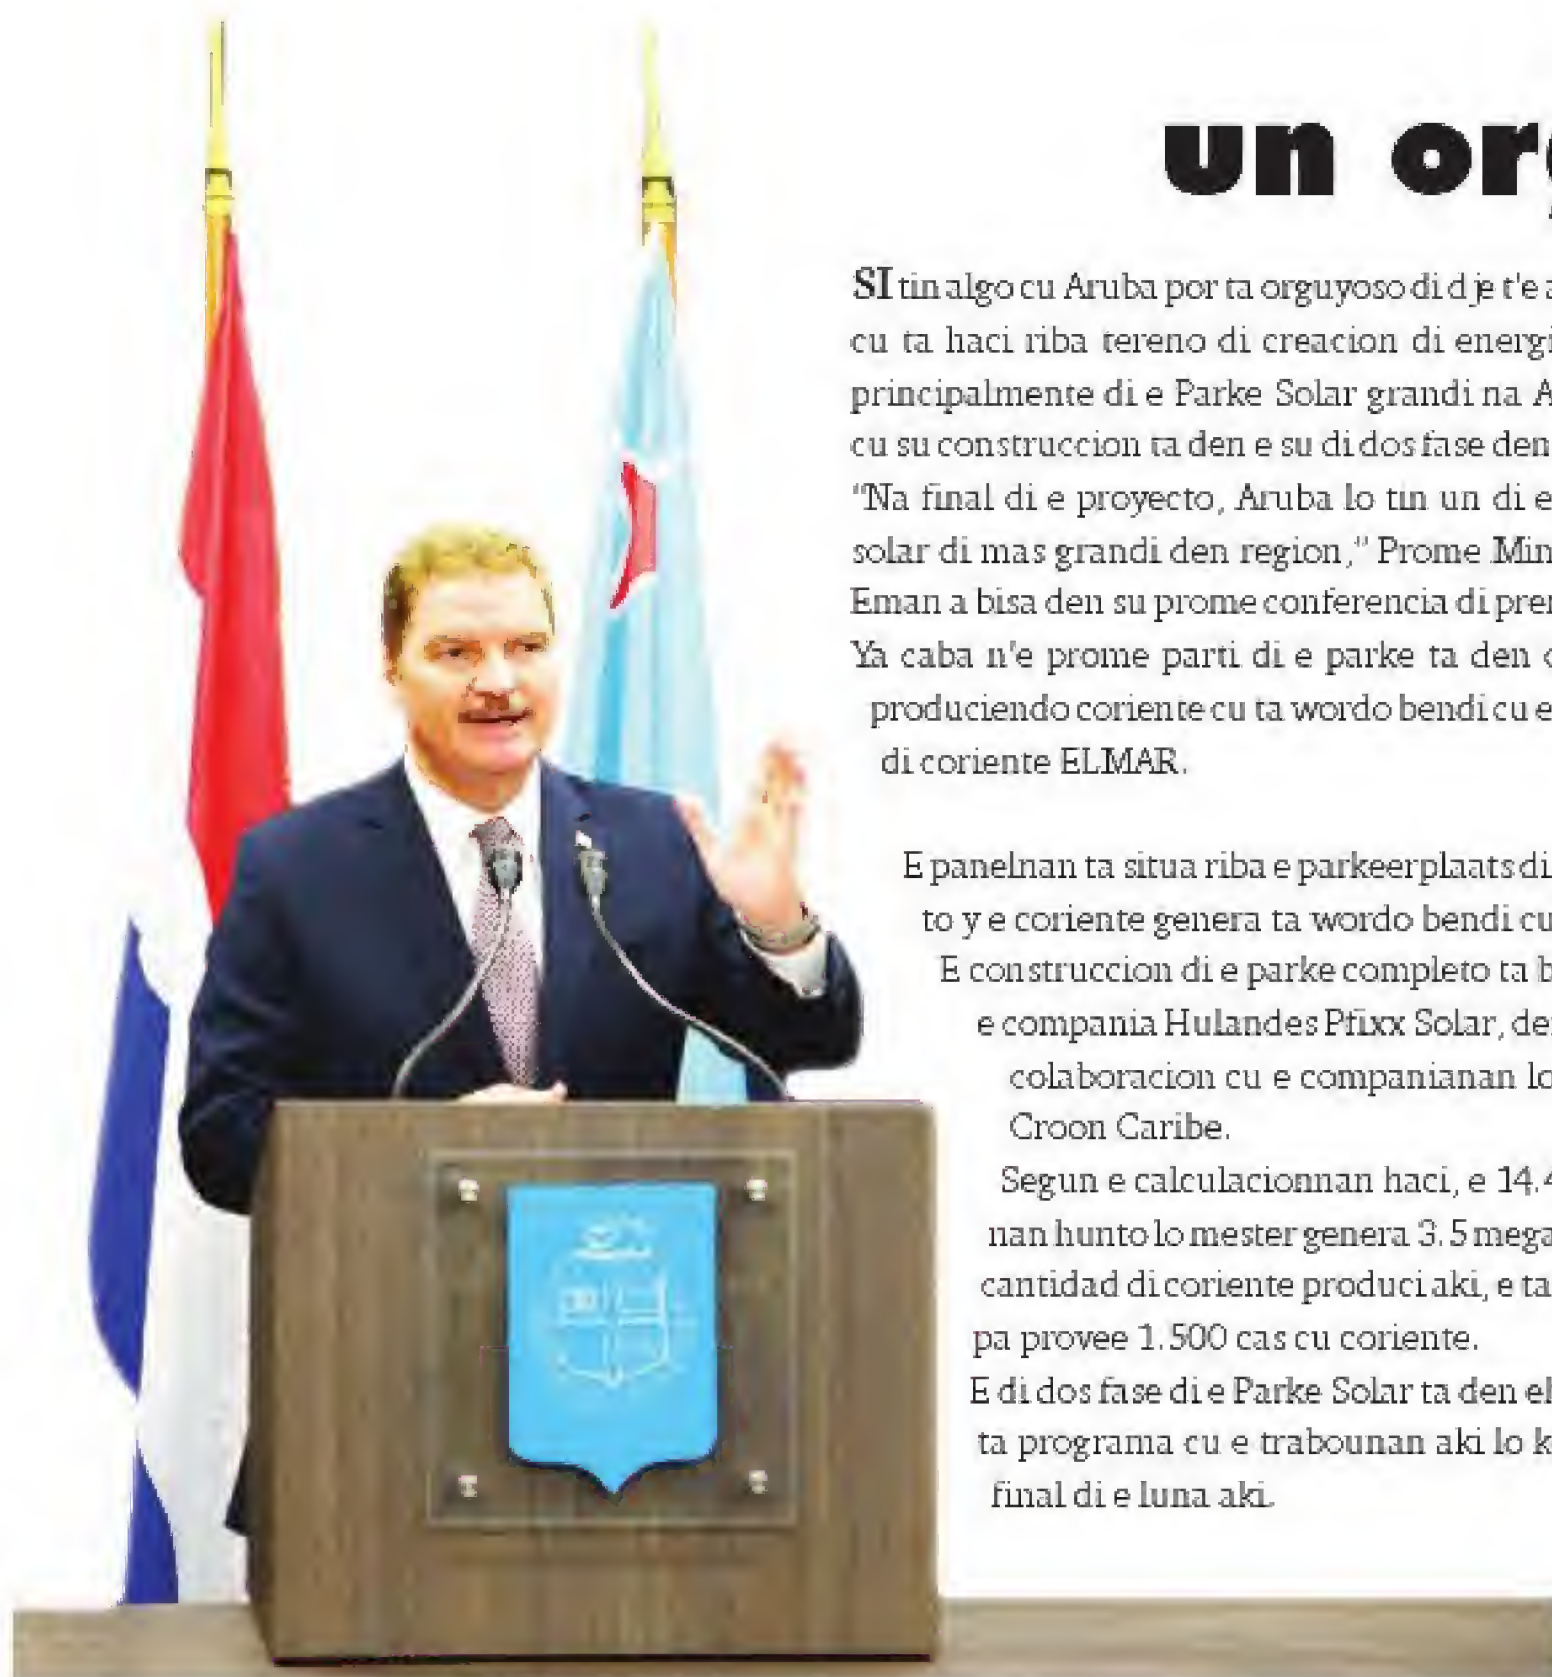 un org
SI tin algo cu Aruba por ta orguyoso di dje t'e a
cu ta haci riba tereno di creacion di energi
principalmente di e Parke Solar grandi na A
cu su construccion ta den e su di dos fase den
“Na final di e proyecto, Aruba lo tin un di e
solar di mas grandi den region,” Prome Min
Eman a bisa den su prome conferencia di pren
Ya caba n'e prome parti di e parke ta den
produciendo coriente cu ta wordo bendi cu e
di coriente ELMAR.
E panelnan ta situa riba e parkeerplaats di
to y e coriente genera ta wordo bendi cu
E construccion di e parke completo ta b
e compania Hulandes Pfixx Solar, den
colaboracion cu e companianan lo
Croon Caribe.
Segun e calculacionnan haci, e 14.4
nan hunto lo mester genera 3.5 mega
cantidad di coriente produci aki, e ta
pa provee 1.500 cas cu coriente.
E di dos fase di e Parke Solar ta den eh
ta programa cu e trabounan aki lo k
final di e luna aki.